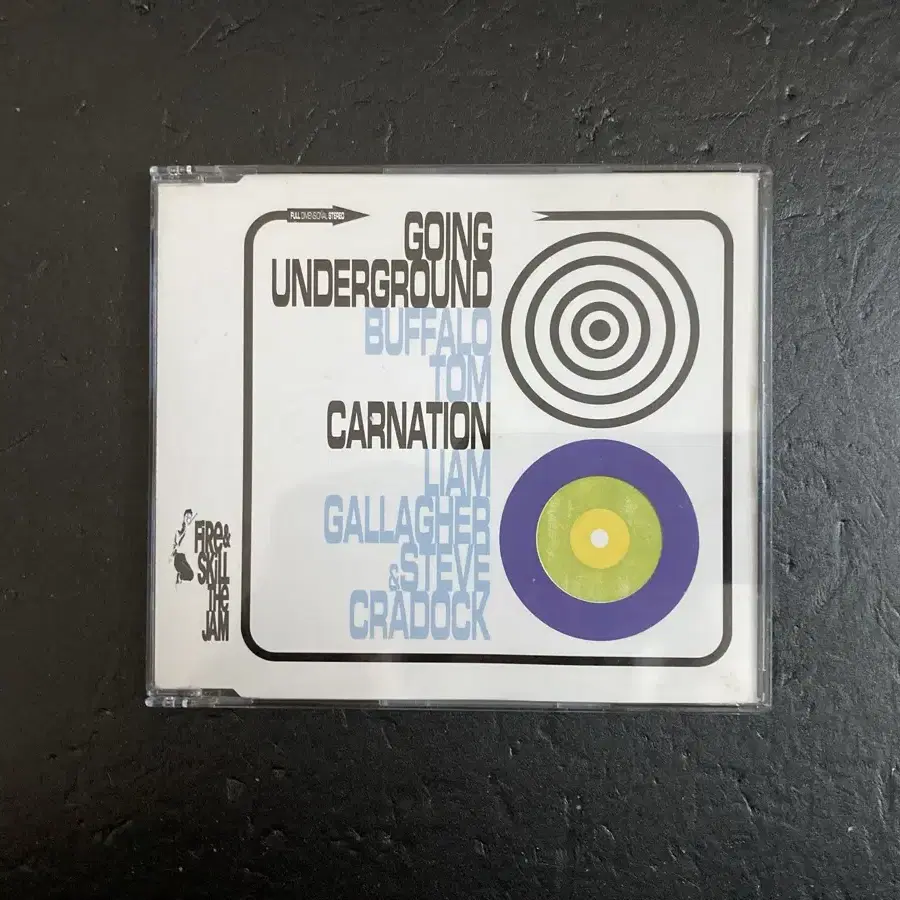 FULL DIMENSIONAL STEREO
GOING
UNDERGROUND
BUFFALO
TOM
CARNATION
LIAM
GALLAGHER
&STEVE
CRADOCK
FiRe&
SKiLL
THe
JAM